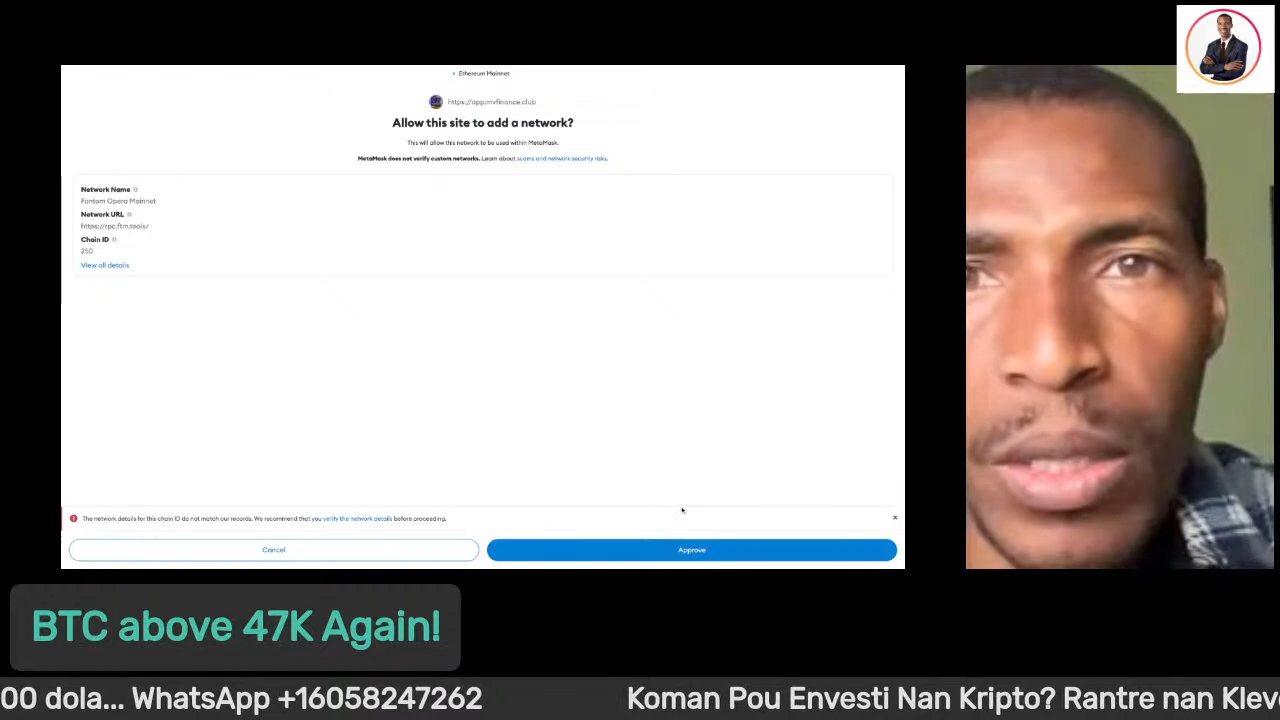 Ethereum Mainnet
https://app.mvfinance.club
Allow this site to add a network?
This will allow this network to be used within MetaMask.
MetaMask does not verify custom networks. Learn about scams and network security risks.
Network Name
Fantom Opera Mainnet
Network URL
https://rpc.ftm.tools/
Chain ID
250
View all details
The network details for this chain ID do not match our records. We recommend that you verify the network details before proceeding.
Cancel
Approve
BTC above 47K Again!
00 dola... WhatsApp +16058247262
Koman Pou Envesti Nan Kripto? Rantre nan Klev